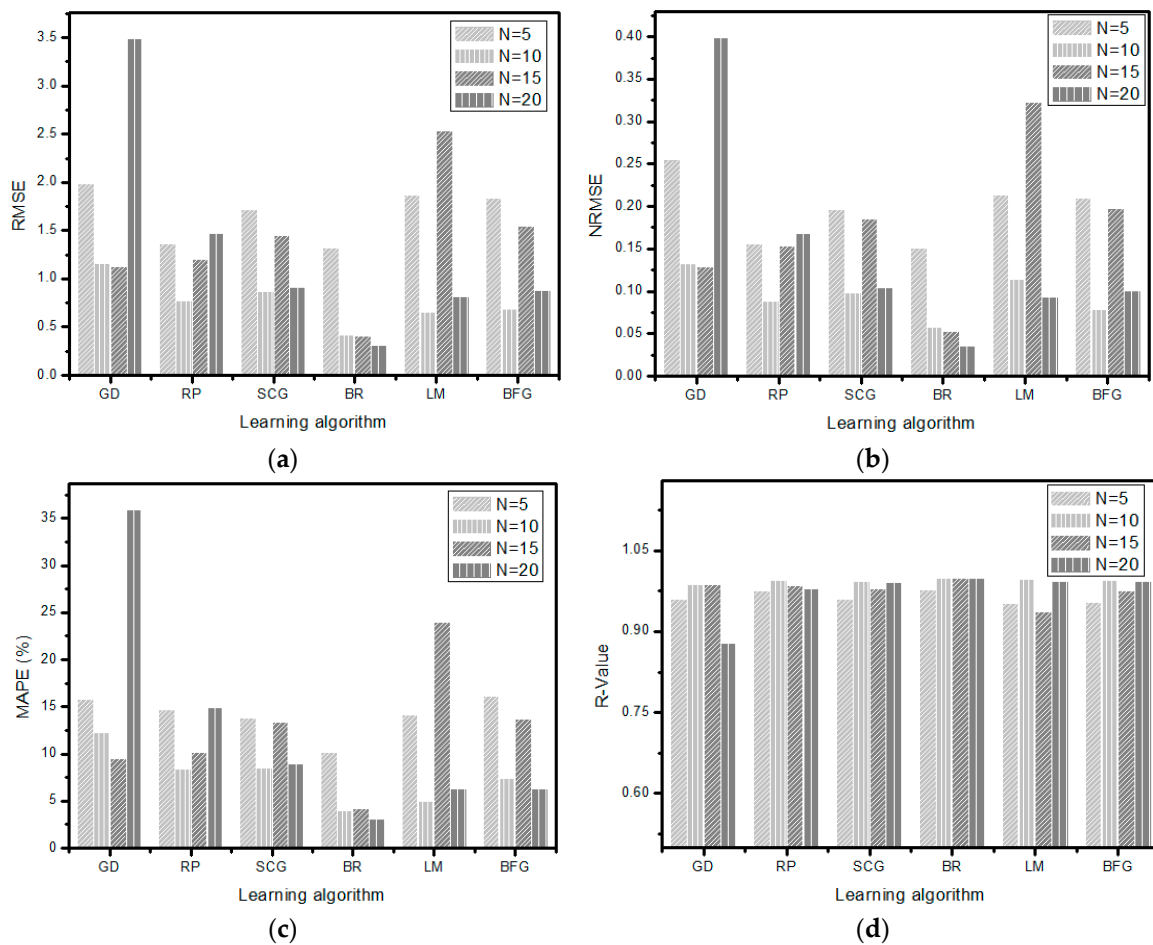 3.5
3.0
2.5
2.0
1.5
1.0
0.5
0.0
RMSE
N=5
N=10
N=15
N=20
GD RP SCG BR LM BFG
Learning algorithm
(a)
0.40
0.35
0.30
0.25
0.20
0.15
0.10
0.05
0.00
NRMSE
N=5
N=10
N=15
N=20
GD RP SCG BR LM BFG
Learning algorithm
(b)
35
30
25
20
15
10
5
0
MAPE (%)
N=5
N=10
N=15
N=20
GD RP SCG BR LM BFG
Learning algorithm
(c)
1.05
0.90
0.75
0.60
R-Value
N=5
N=10
N=15
N=20
GD RP SCG BR LM BFG
Learning algorithm
(d)